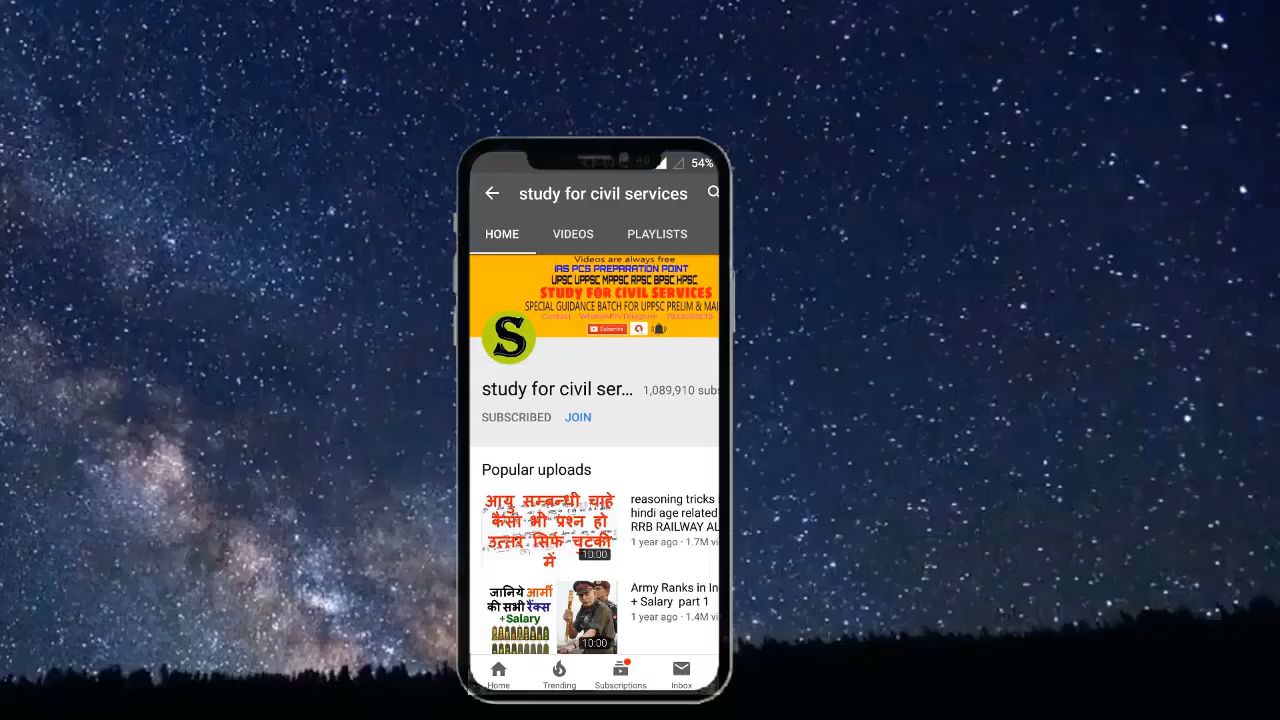 54%
study for civil services
HOME VIDEOS PLAYLISTS
Videos are always free
IAS PCS PREPARATION POINT
UPSC UPPSC MPPSC RPSC BPSC HPSC
STUDY FOR CIVIL SERVICES
SPECIAL GUIDANCE BATCH FOR UPPSC PRELIM & MAI
Contact - WhatsAPP/Telegram
Subscribe
S
study for civil ser... 1,089,910 subs
SUBSCRIBED JOIN
Popular uploads
आयु सम्बन्धी चाहे
कैसा भी प्रश्न हो
उत्तर सिर्फ चुटकी
में
10:00
reasoning tricks
hindi age related
RRB RAILWAY AL
1 year ago · 1.7M
जानिये आर्मी
की सभी रैंक्स
+Salary
10:00
Army Ranks in In
+ Salary part 1
1 year ago · 1.4M
Home Trending Subscriptions Inbox